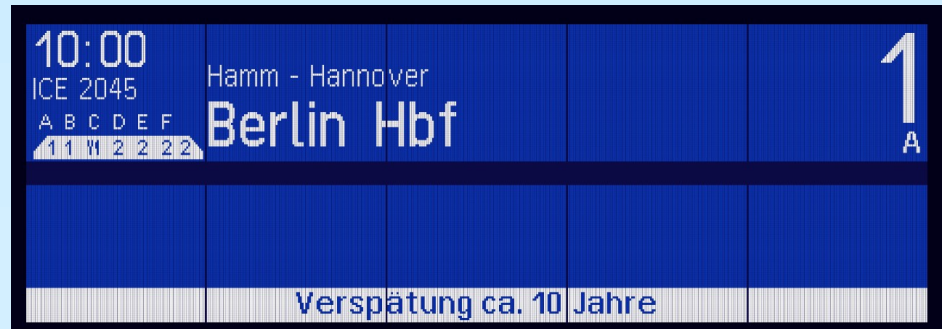 10:00
ICE 2045
Hamm - Hannover
Berlin Hbf
A B C D E F
1 1 2 2 2 2
1
A
Verspätung ca. 10 Jahre